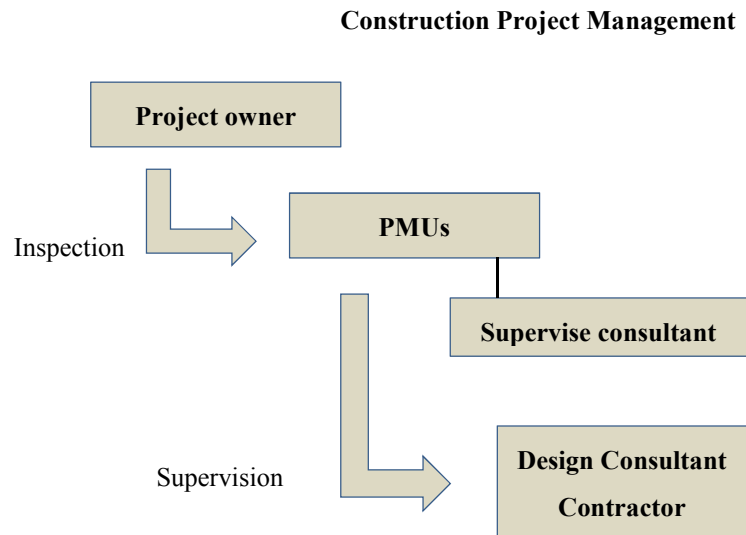 Construction Project Management
Project owner
Inspection
PMUs
Supervise consultant
Supervision
Design Consultant
Contractor